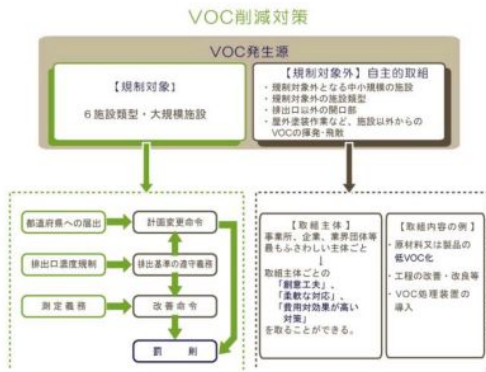 VOC削減対策
VOC発生源
【規制対象】
6施設類型・大規模施設
【規制対象外】自主的取組
・規制対象外となる中小規模の施設
・規制対象外の施設類型
・排出口以外の開口部
・屋外塗装作業など、施設以外からの
VOCの揮発・飛散
都道府県への届出
計画変更命令
排出口濃度規制
排出基準の遵守義務
測定義務
改善命令
罰則
【取組主体】
事業所、企業、業界団体等
最もふさわしい主体ごと
↓
取組主体ごとの
「創意工夫」、
「柔軟な対応」、
「費用対効果が高い
対策」
を取ることができる。
【取組内容の例】
・原材料又は製品の
低VOC化
・工程の改善・改良等
・VOC処理装置の
導入